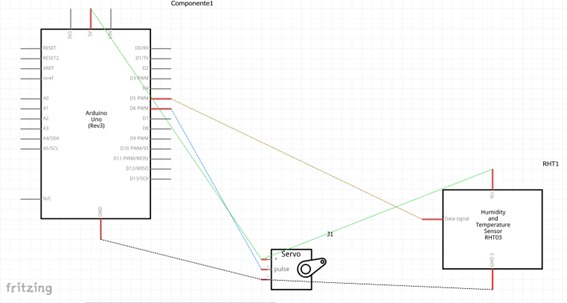 Componente1
3V3
5V
RESET
RESET2
AREF
ioref
A0
A1
A2
A3
A4/SDA
A5/SCL
N/C
Arduino
Uno
(Rev3)
D0/RX
D1/TX
D2
D3 PWM
D4
D5 PWM
D6 PWM
D7
D8
D9 PWM
D10 PWM/SS
D11 PWM/MOSI
D12/MISO
D13/SCK
GND
J1
Servo
+
pulse
-
RHT1
Vcc
Data signal
Humidity
and
Temperature
Sensor
RHT03
fritzing